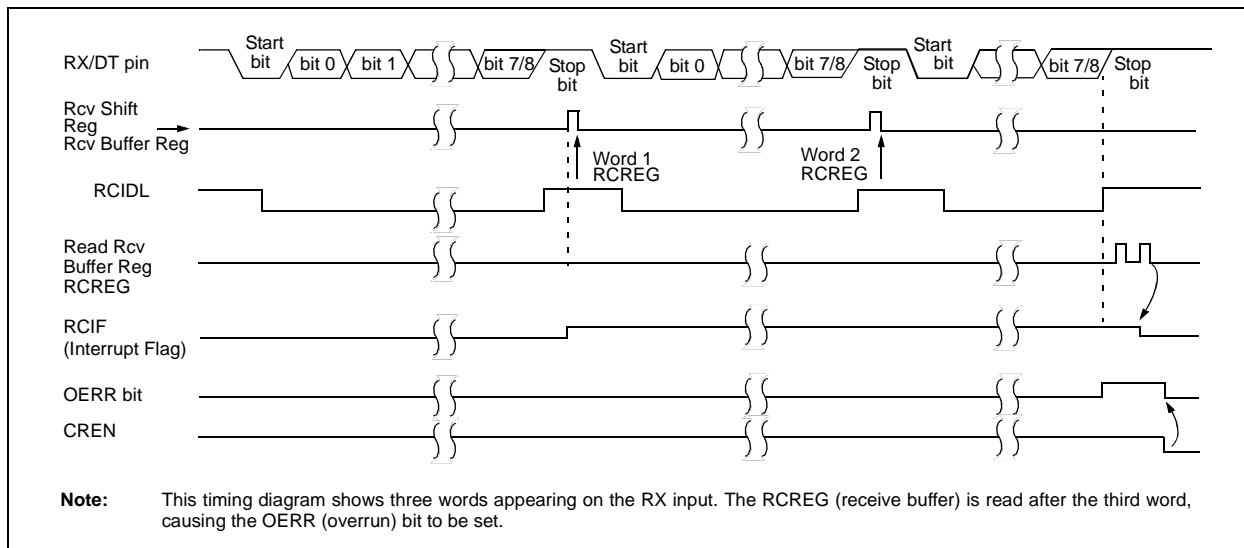 RX/DT pin
Start
bit
bit 0
bit 1
bit 7/8
Stop
bit
Start
bit
bit 0
bit 7/8
Stop
bit
Start
bit
bit 7/8
Stop
bit
Rcv Shift
Reg
Rcv Buffer Reg
Word 1
RCREG
Word 2
RCREG
RCIDL
Read Rcv
Buffer Reg
RCREG
RCIF
(Interrupt Flag)
OERR bit
CREN
Note: This timing diagram shows three words appearing on the RX input. The RCREG (receive buffer) is read after the third word,
causing the OERR (overrun) bit to be set.